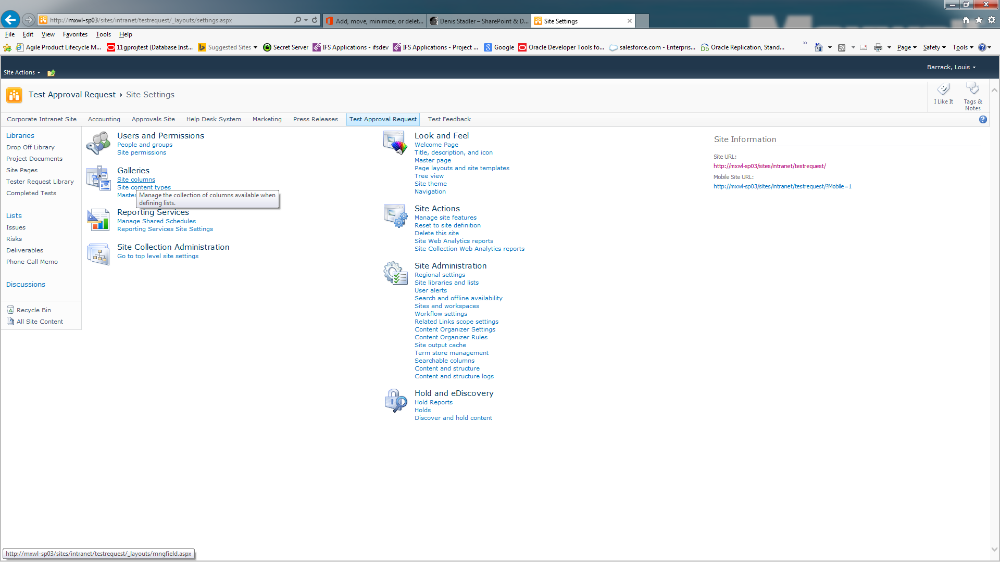 http://mxwl-sp03/sites/intranet/testrequest/_layouts/settings.aspx
Add, move, minimize, or delet...
Denis Stadler – SharePoint & D...
Site Settings
File Edit View Favorites Tools Help
Agile Product Lifecycle M... 11gprojtest (Database Inst... Suggested Sites Secret Server IFS Applications - ifsdev IFS Applications - Project ... Google Oracle Developer Tools fo... salesforce.com - Enterpris... Oracle Replication, Stand... Page Safety Tools
Site Actions
Barrack, Louis
Test Approval Request Site Settings
I Like It
Tags &
Notes
Corporate Intranet Site Accounting Approvals Site Help Desk System Marketing Press Releases Test Approval Request Test Feedback
Libraries
Drop Off Library
Project Documents
Site Pages
Tester Request Library
Completed Tests
Lists
Issues
Risks
Deliverables
Phone Call Memo
Discussions
Recycle Bin
All Site Content
Users and Permissions
People and groups
Site permissions
Galleries
Site columns
Site content types
Master
Manage the collection of columns available when
defining lists.
Reporting Services
Manage Shared Schedules
Reporting Services Site Settings
Site Collection Administration
Go to top level site settings
Look and Feel
Welcome Page
Title, description, and icon
Master page
Page layouts and site templates
Tree view
Site theme
Navigation
Site Actions
Manage site features
Reset to site definition
Delete this site
Site Web Analytics reports
Site Collection Web Analytics reports
Site Administration
Regional settings
Site libraries and lists
User alerts
Search and offline availability
Sites and workspaces
Workflow settings
Related Links scope settings
Content Organizer Settings
Content Organizer Rules
Site output cache
Term store management
Searchable columns
Content and structure
Content and structure logs
Hold and eDiscovery
Hold Reports
Holds
Discover and hold content
Site Information
Site URL:
http://mxwl-sp03/sites/intranet/testrequest/
Mobile Site URL:
http://mxwl-sp03/sites/intranet/testrequest/?Mobile=1
http://mxwl-sp03/sites/intranet/testrequest/_layouts/mngfield.aspx